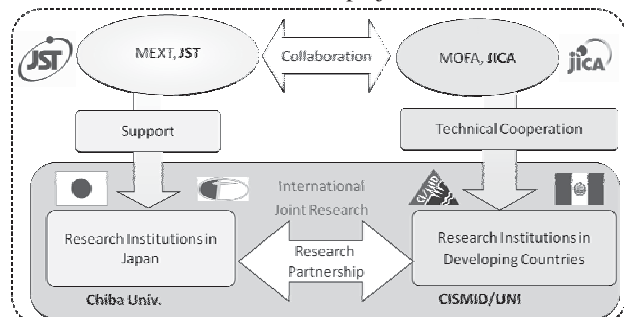 JST
MEXT, JST
Collaboration
MOFA, JICA
jICA
Support
Technical Cooperation
International
Joint Research
CISMID
Research Institutions in
Japan
Research
Partnership
Research Institutions in
Developing Countries
Chiba Univ.
CISMID/UNI